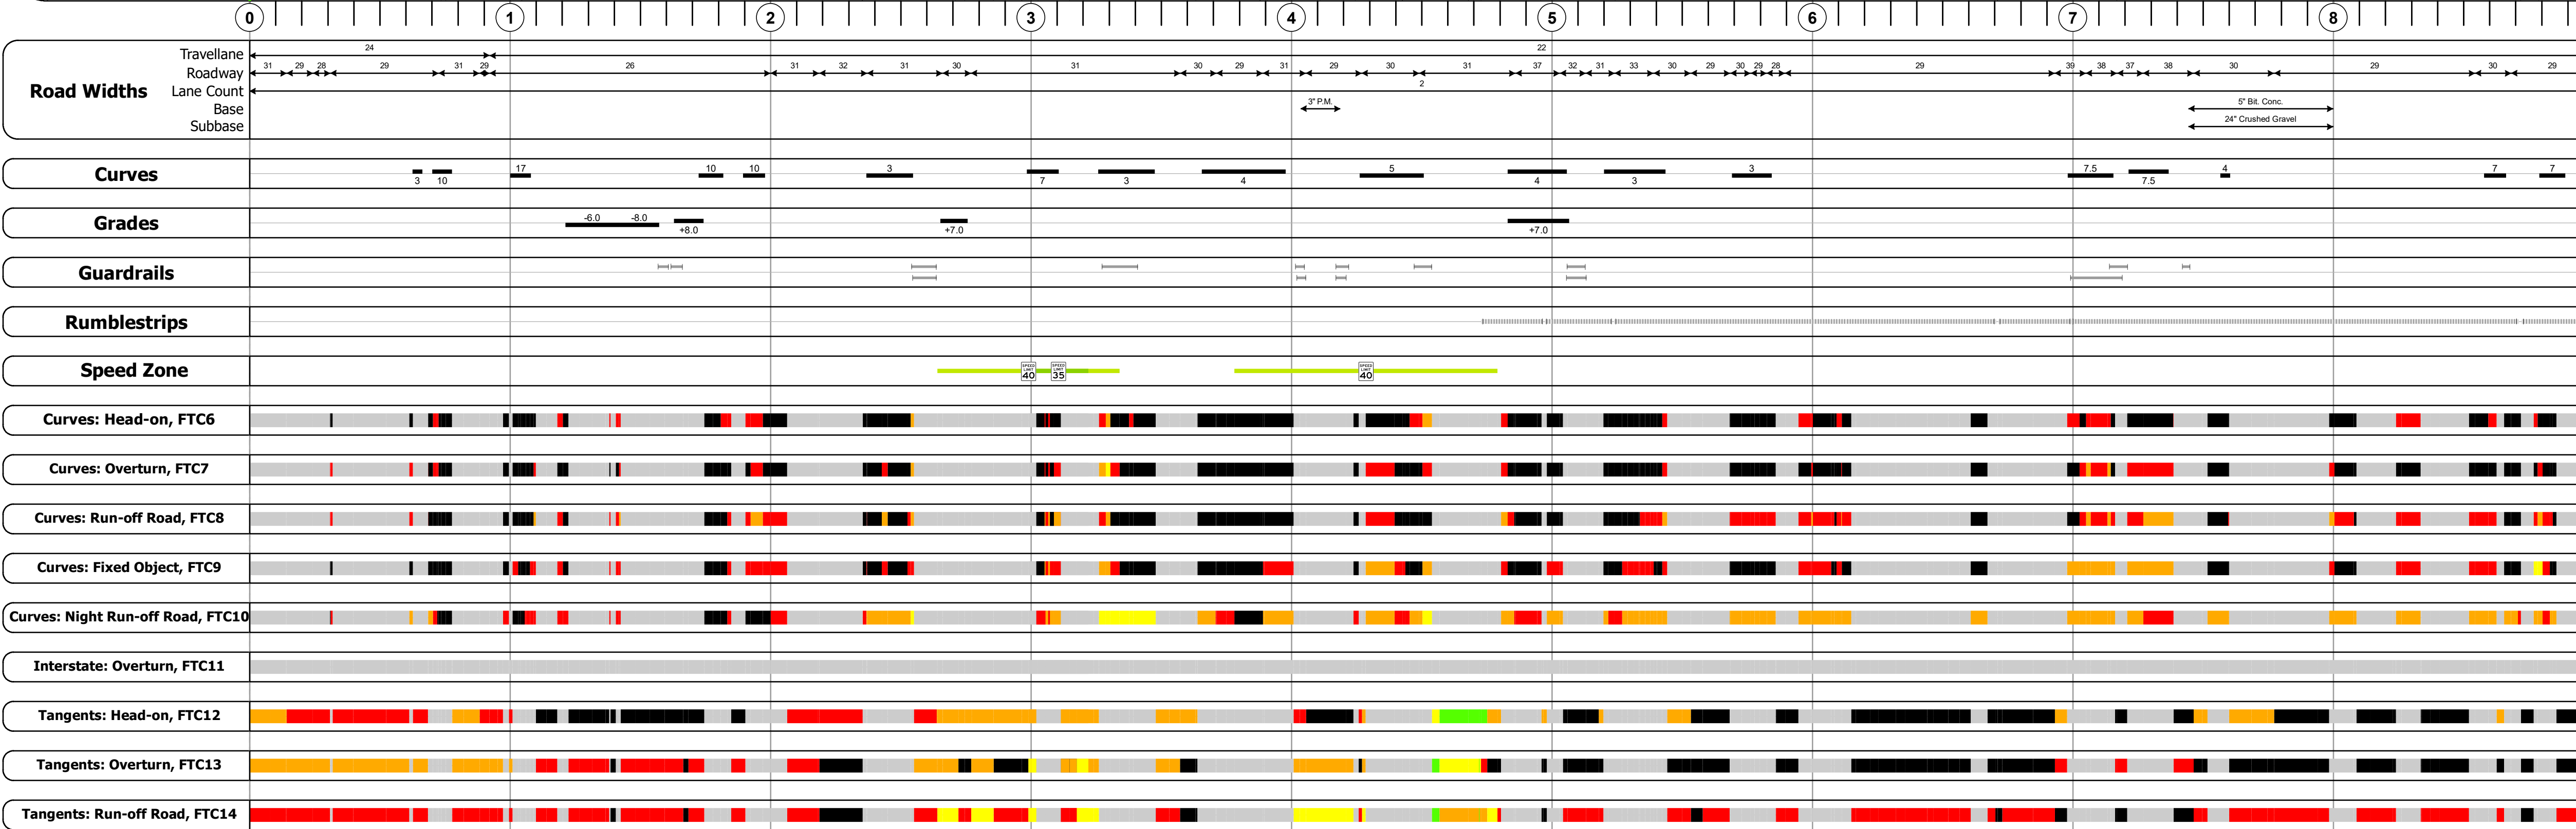 0 1 2 3 4 5 6 7 8
Road Widths
Travellane 24 22
Roadway 31 29 28 29 31 29 26 31 32 31 30 31 30 29 31 29 30 31 37 32 31 33 30 29 30 29 28 29 39 38 37 38 30 29 30 29
Lane Count 2
Base 3" P.M. 5" Bit. Conc.
Subbase 24" Crushed Gravel
Curves
17 10 10 3 5 3 7.5 4 7 7
3 10 7 3 4 4 3 7.5
Grades
-6.0 -8.0
+8.0 +7.0 +7.0
Guardrails
Rumblestrips
Speed Zone
SPEED LIMIT 40 SPEED LIMIT 35 SPEED LIMIT 40
Curves: Head-on, FTC6
Curves: Overturn, FTC7
Curves: Run-off Road, FTC8
Curves: Fixed Object, FTC9
Curves: Night Run-off Road, FTC10
Interstate: Overturn, FTC11
Tangents: Head-on, FTC12
Tangents: Overturn, FTC13
Tangents: Run-off Road, FTC14